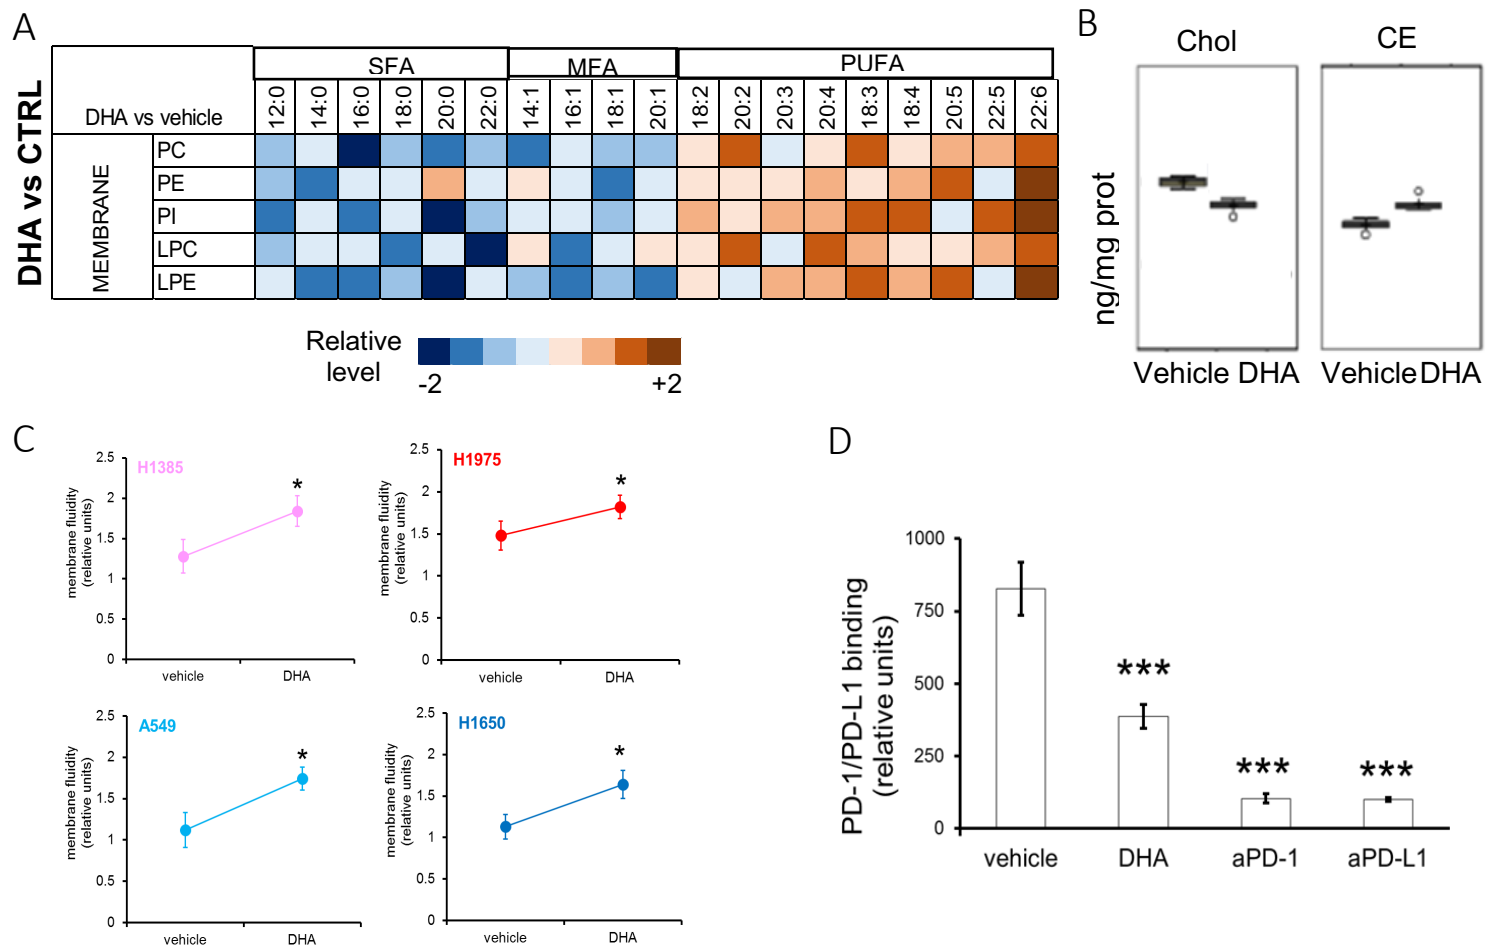 A
DHA vs CTRL
DHA vs vehicle
SFA
MFA
PUFA
12:0
14:0
16:0
18:0
20:0
22:0
14:1
16:1
18:1
20:1
18:2
20:2
20:3
20:4
18:3
18:4
20:5
22:5
22:6
MEMBRANE
PC
PE
PI
LPC
LPE
Relative
level
-2
+2
B
Chol
CE
ng/mg prot
Vehicle DHA
Vehicle DHA
C
H1385
membrane fluidity
(relative units)
2.5
2
1.5
1
0.5
0
*
vehicle
DHA
H1975
membrane fluidity
(relative units)
2.5
2
1.5
1
0.5
0
*
vehicle
DHA
A549
membrane fluidity
(relative units)
2.5
2
1.5
1
0.5
0
*
vehicle
DHA
H1650
membrane fluidity
(relative units)
2.5
2
1.5
1
0.5
0
*
vehicle
DHA
D
PD-1/PD-L1 binding
(relative units)
1000
750
500
250
0
***
***
***
vehicle
DHA
aPD-1
aPD-L1